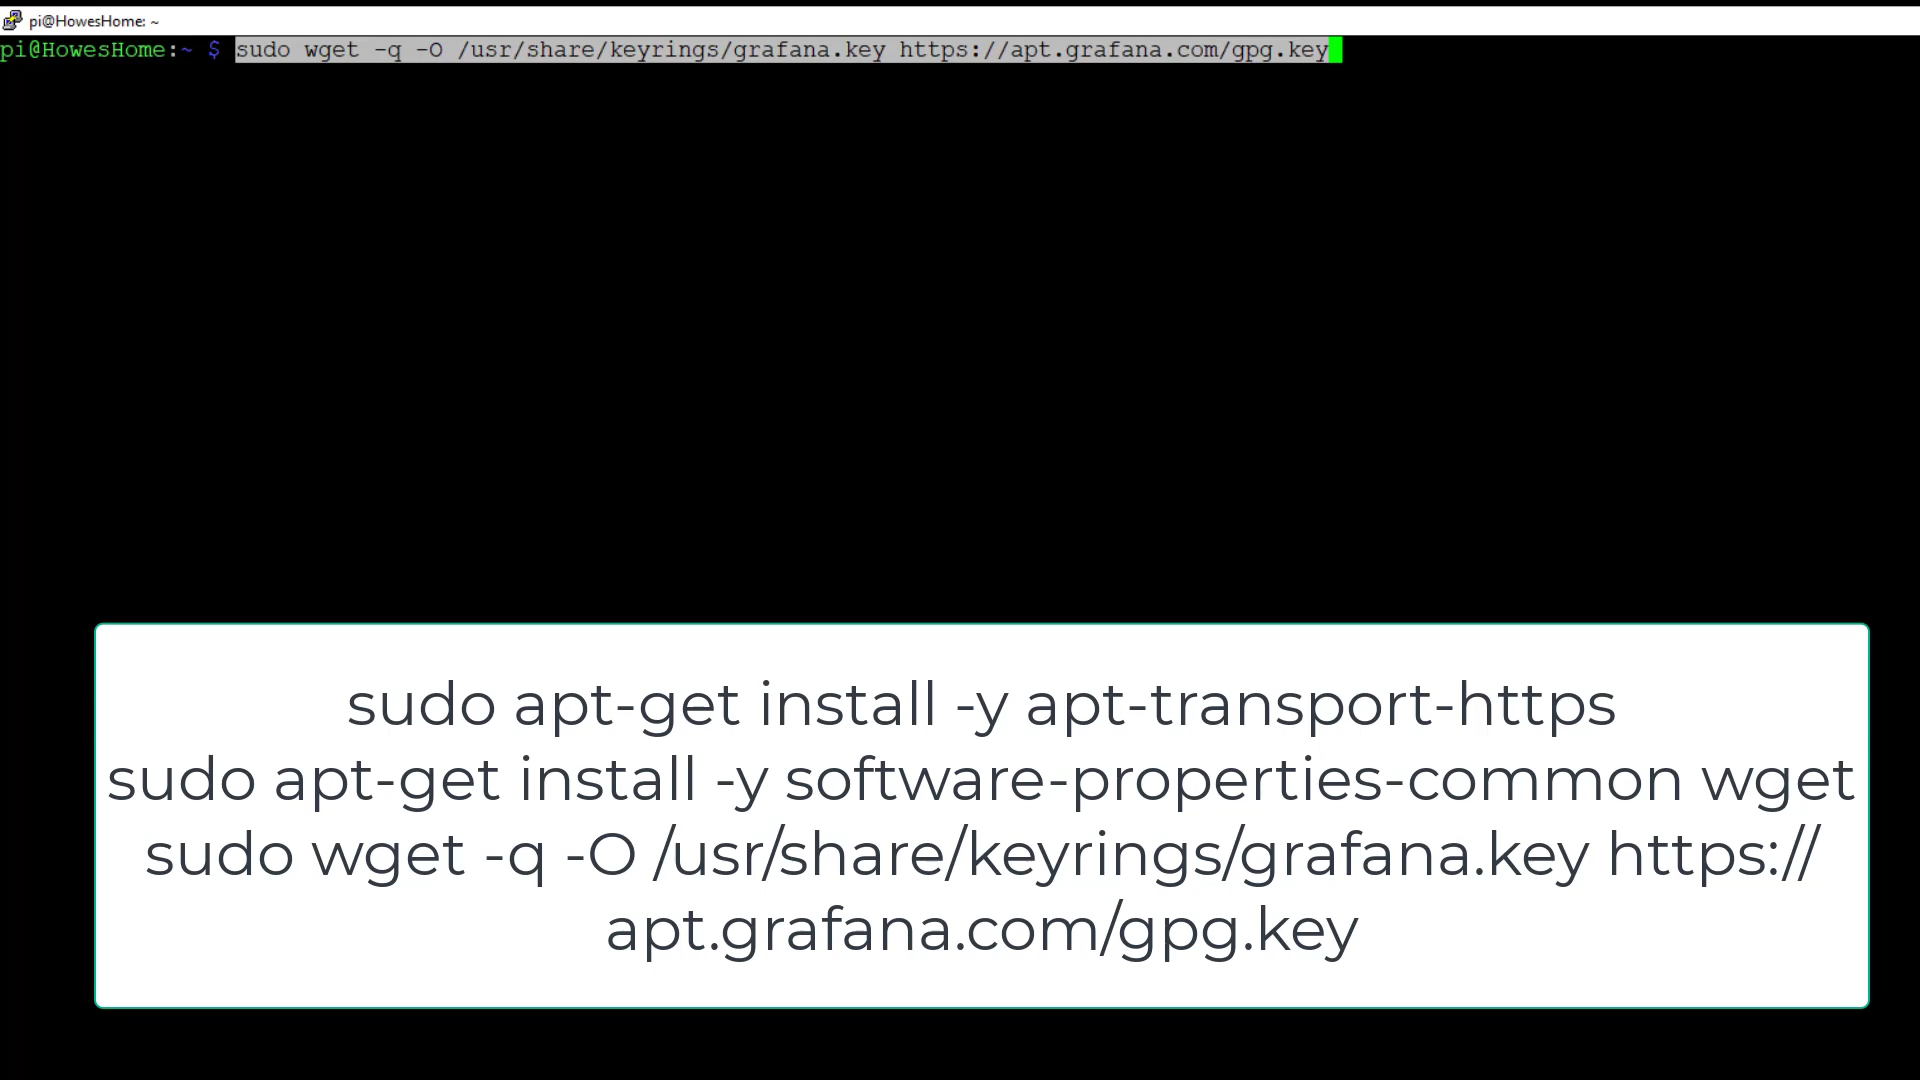 pi@HowesHome: ~
pi@HowesHome:~ $ sudo wget -q -O /usr/share/keyrings/grafana.key https://apt.grafana.com/gpg.key
sudo apt-get install -y apt-transport-https
sudo apt-get install -y software-properties-common wget
sudo wget -q -O /usr/share/keyrings/grafana.key https://
apt.grafana.com/gpg.key